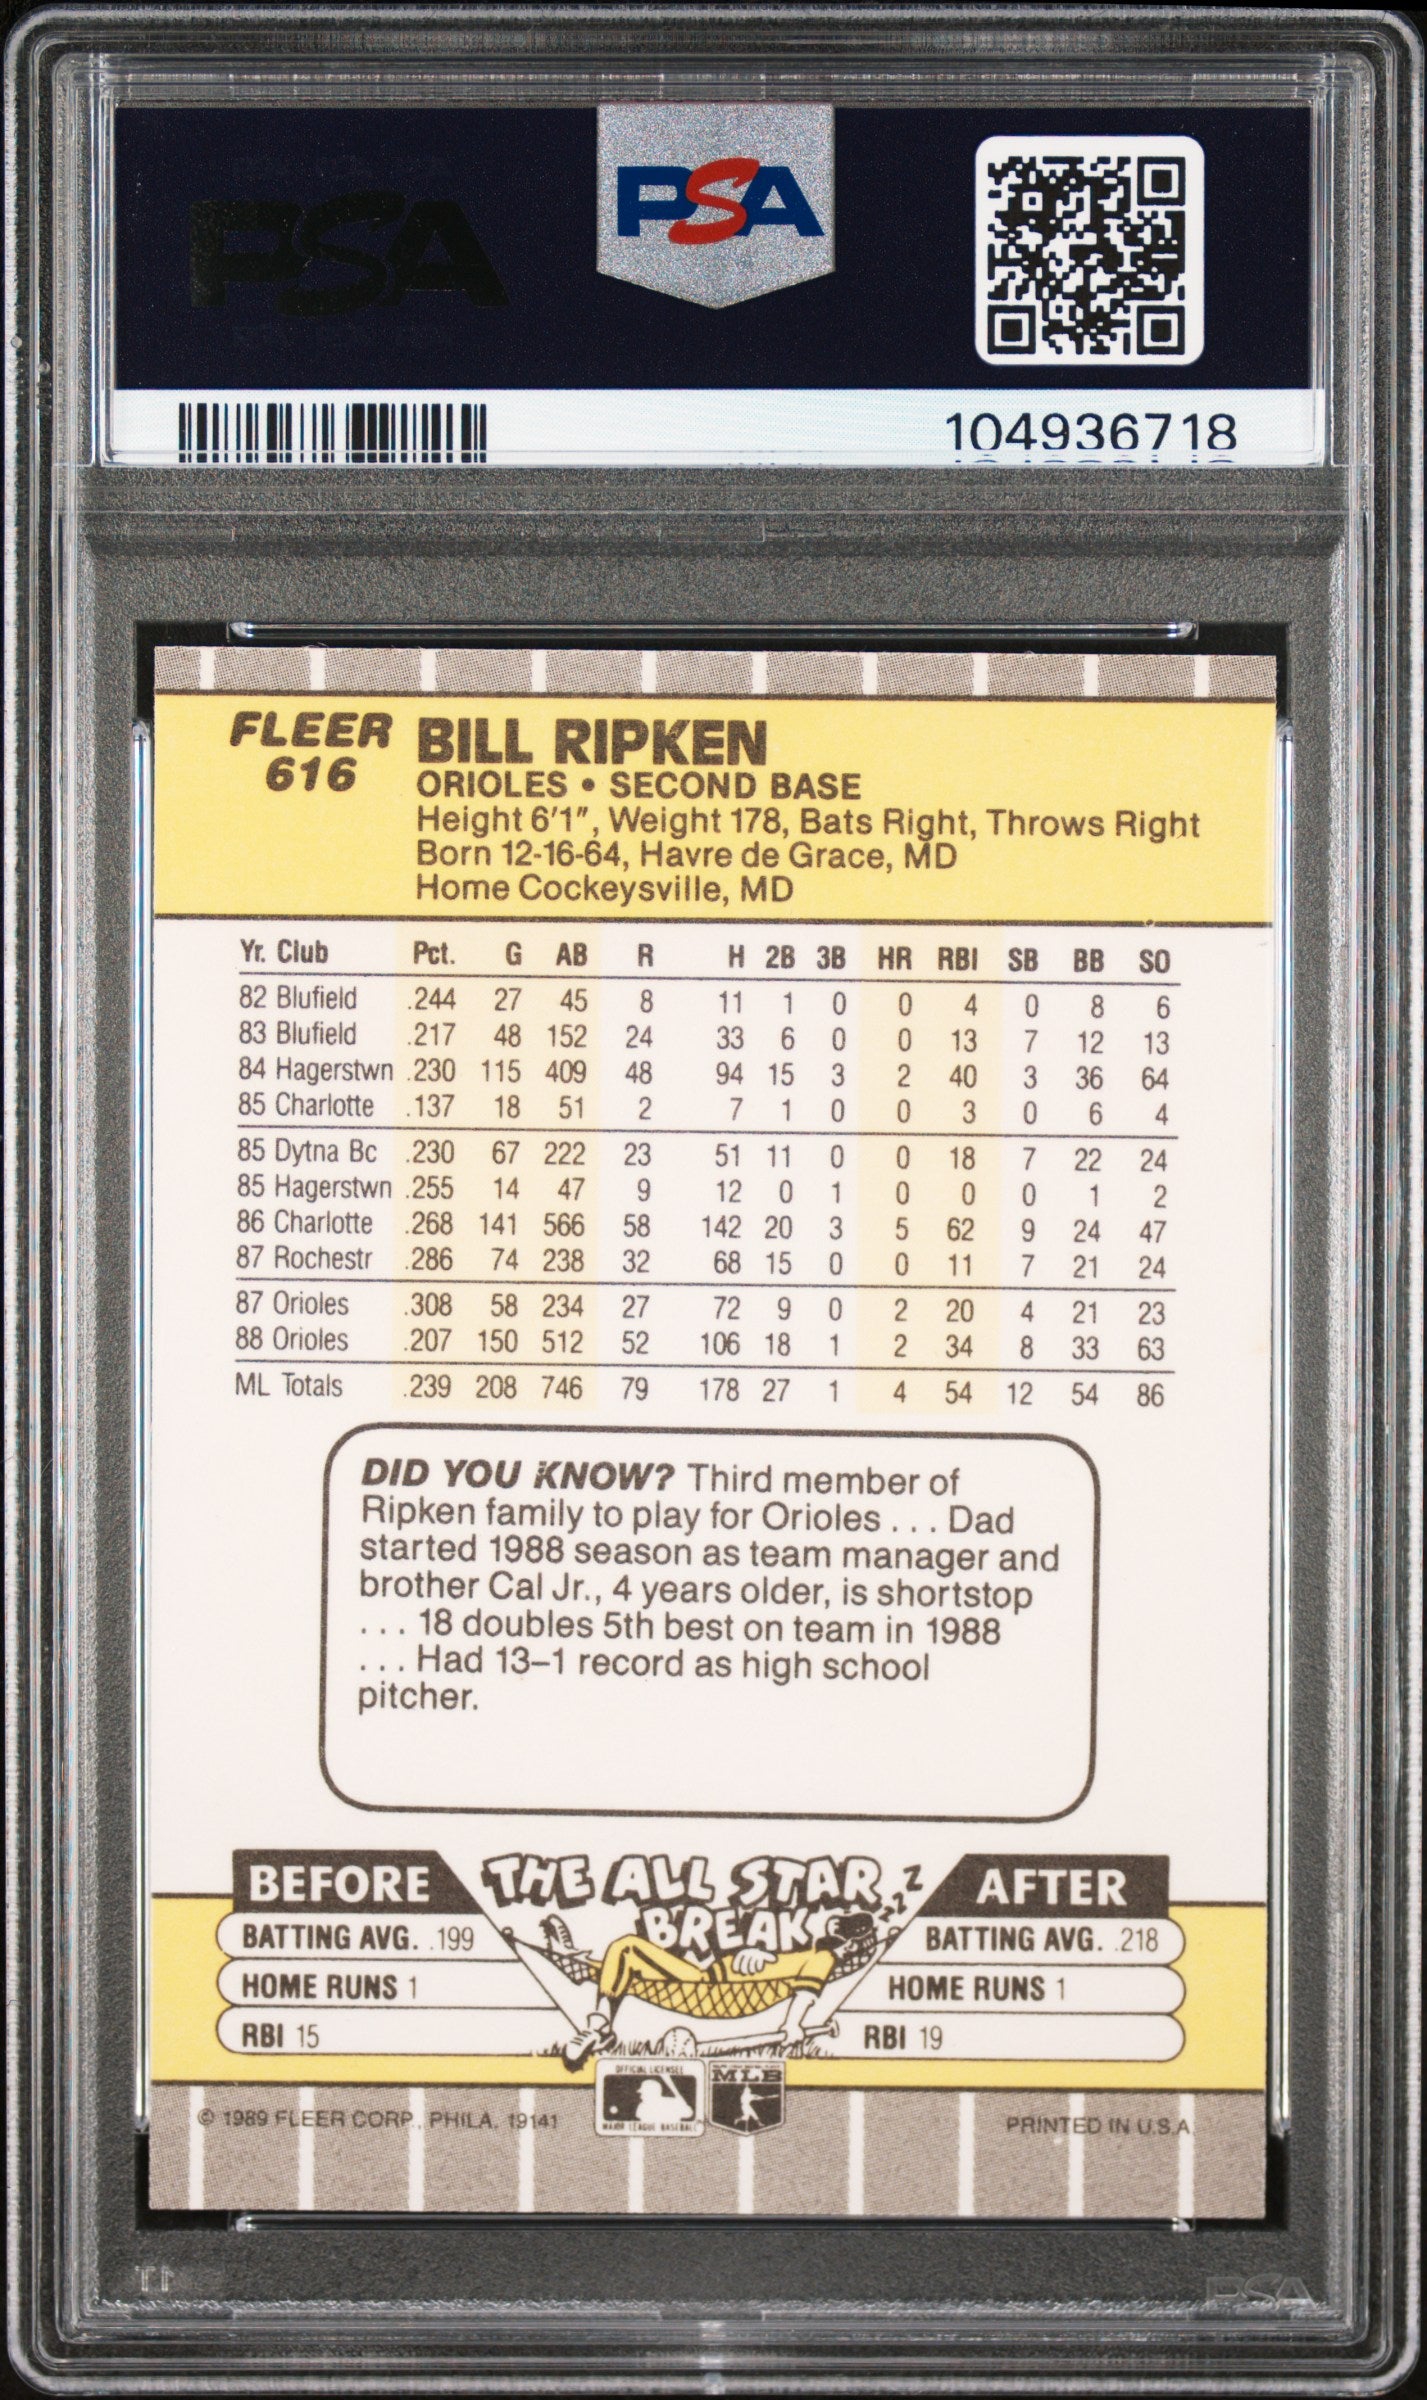 PSA
PSA
104936718
FLEER
616
BILL RIPKEN
ORIOLES • SECOND BASE
Height 6'1", Weight 178, Bats Right, Throws Right
Born 12-16-64, Havre de Grace, MD
Home Cockeysville, MD
Yr. Club Pct. G AB R H 2B 3B HR RBI SB BB SO
82 Blufield .244 27 45 8 11 1 0 0 4 0 8 6
83 Blufield .217 48 152 24 33 6 0 0 13 7 12 13
84 Hagerstwn .230 115 409 48 94 15 3 2 40 3 36 64
85 Charlotte .137 18 51 2 7 1 0 0 3 0 6 4
85 Dytna Bc .230 67 222 23 51 11 0 0 18 7 22 24
85 Hagerstwn .255 14 47 9 12 0 1 0 0 0 1 2
86 Charlotte .268 141 566 58 142 20 3 5 62 9 24 47
87 Rochestr .286 74 238 32 68 15 0 0 11 7 21 24
87 Orioles .308 58 234 27 72 9 0 2 20 4 21 23
88 Orioles .207 150 512 52 106 18 1 2 34 8 33 63
ML Totals .239 208 746 79 178 27 1 4 54 12 54 86
DID YOU KNOW? Third member of
Ripken family to play for Orioles . . . Dad
started 1988 season as team manager and
brother Cal Jr., 4 years older, is shortstop
. . . 18 doubles 5th best on team in 1988
. . . Had 13–1 record as high school
pitcher.
BEFORE THE ALL STAR BREAK ZZZZ AFTER
BATTING AVG. .199 BATTING AVG. .218
HOME RUNS 1 HOME RUNS 1
RBI 15 RBI 19
OFFICIAL LICENSEE
MAJOR LEAGUE BASEBALL
MLB
© 1989 FLEER CORP., PHILA. 19141 PRINTED IN U.S.A.
PSA